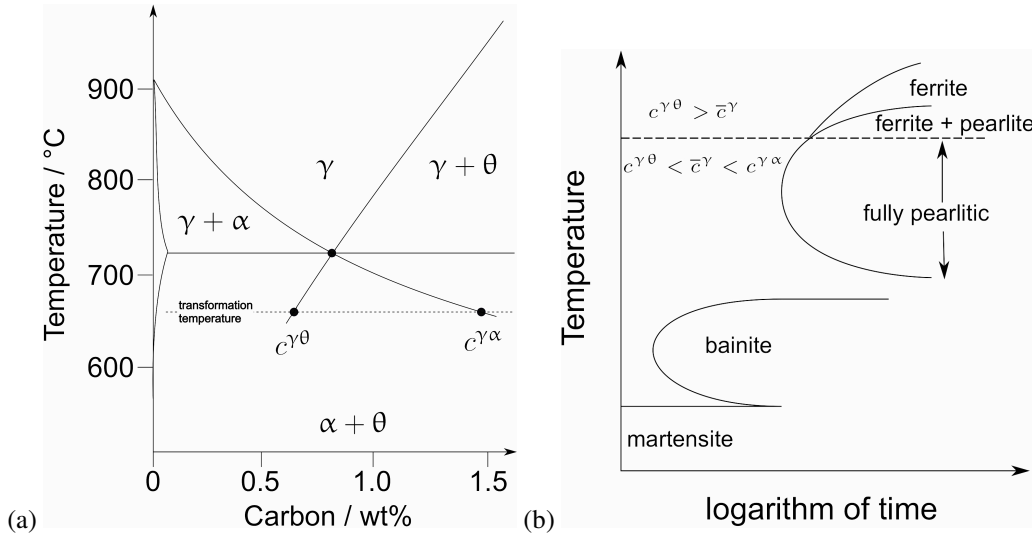 Temperature / °C
900
800
700
600
γ
γ + θ
γ + α
transformation
temperature
c^{γθ}
c^{γα}
α + θ
0
0.5
1.0
1.5
Carbon / wt%
(a)
Temperature
c^{γθ} > c̅^{γ}
c^{γθ} < c̅^{γ} < c^{γα}
ferrite
ferrite + pearlite
fully pearlitic
bainite
martensite
logarithm of time
(b)